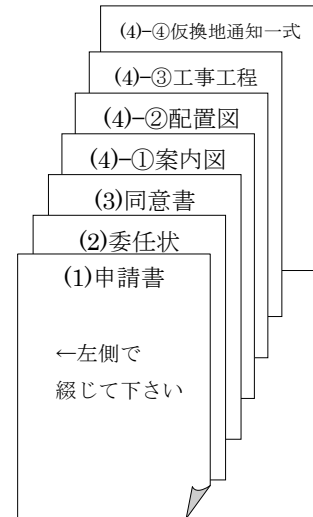 (4)−④仮換地通知一式
(4)−③工事工程
(4)−②配置図
(4)−①案内図
(3)同意書
(2)委任状
(1)申請書
←左側で
綴じて下さい